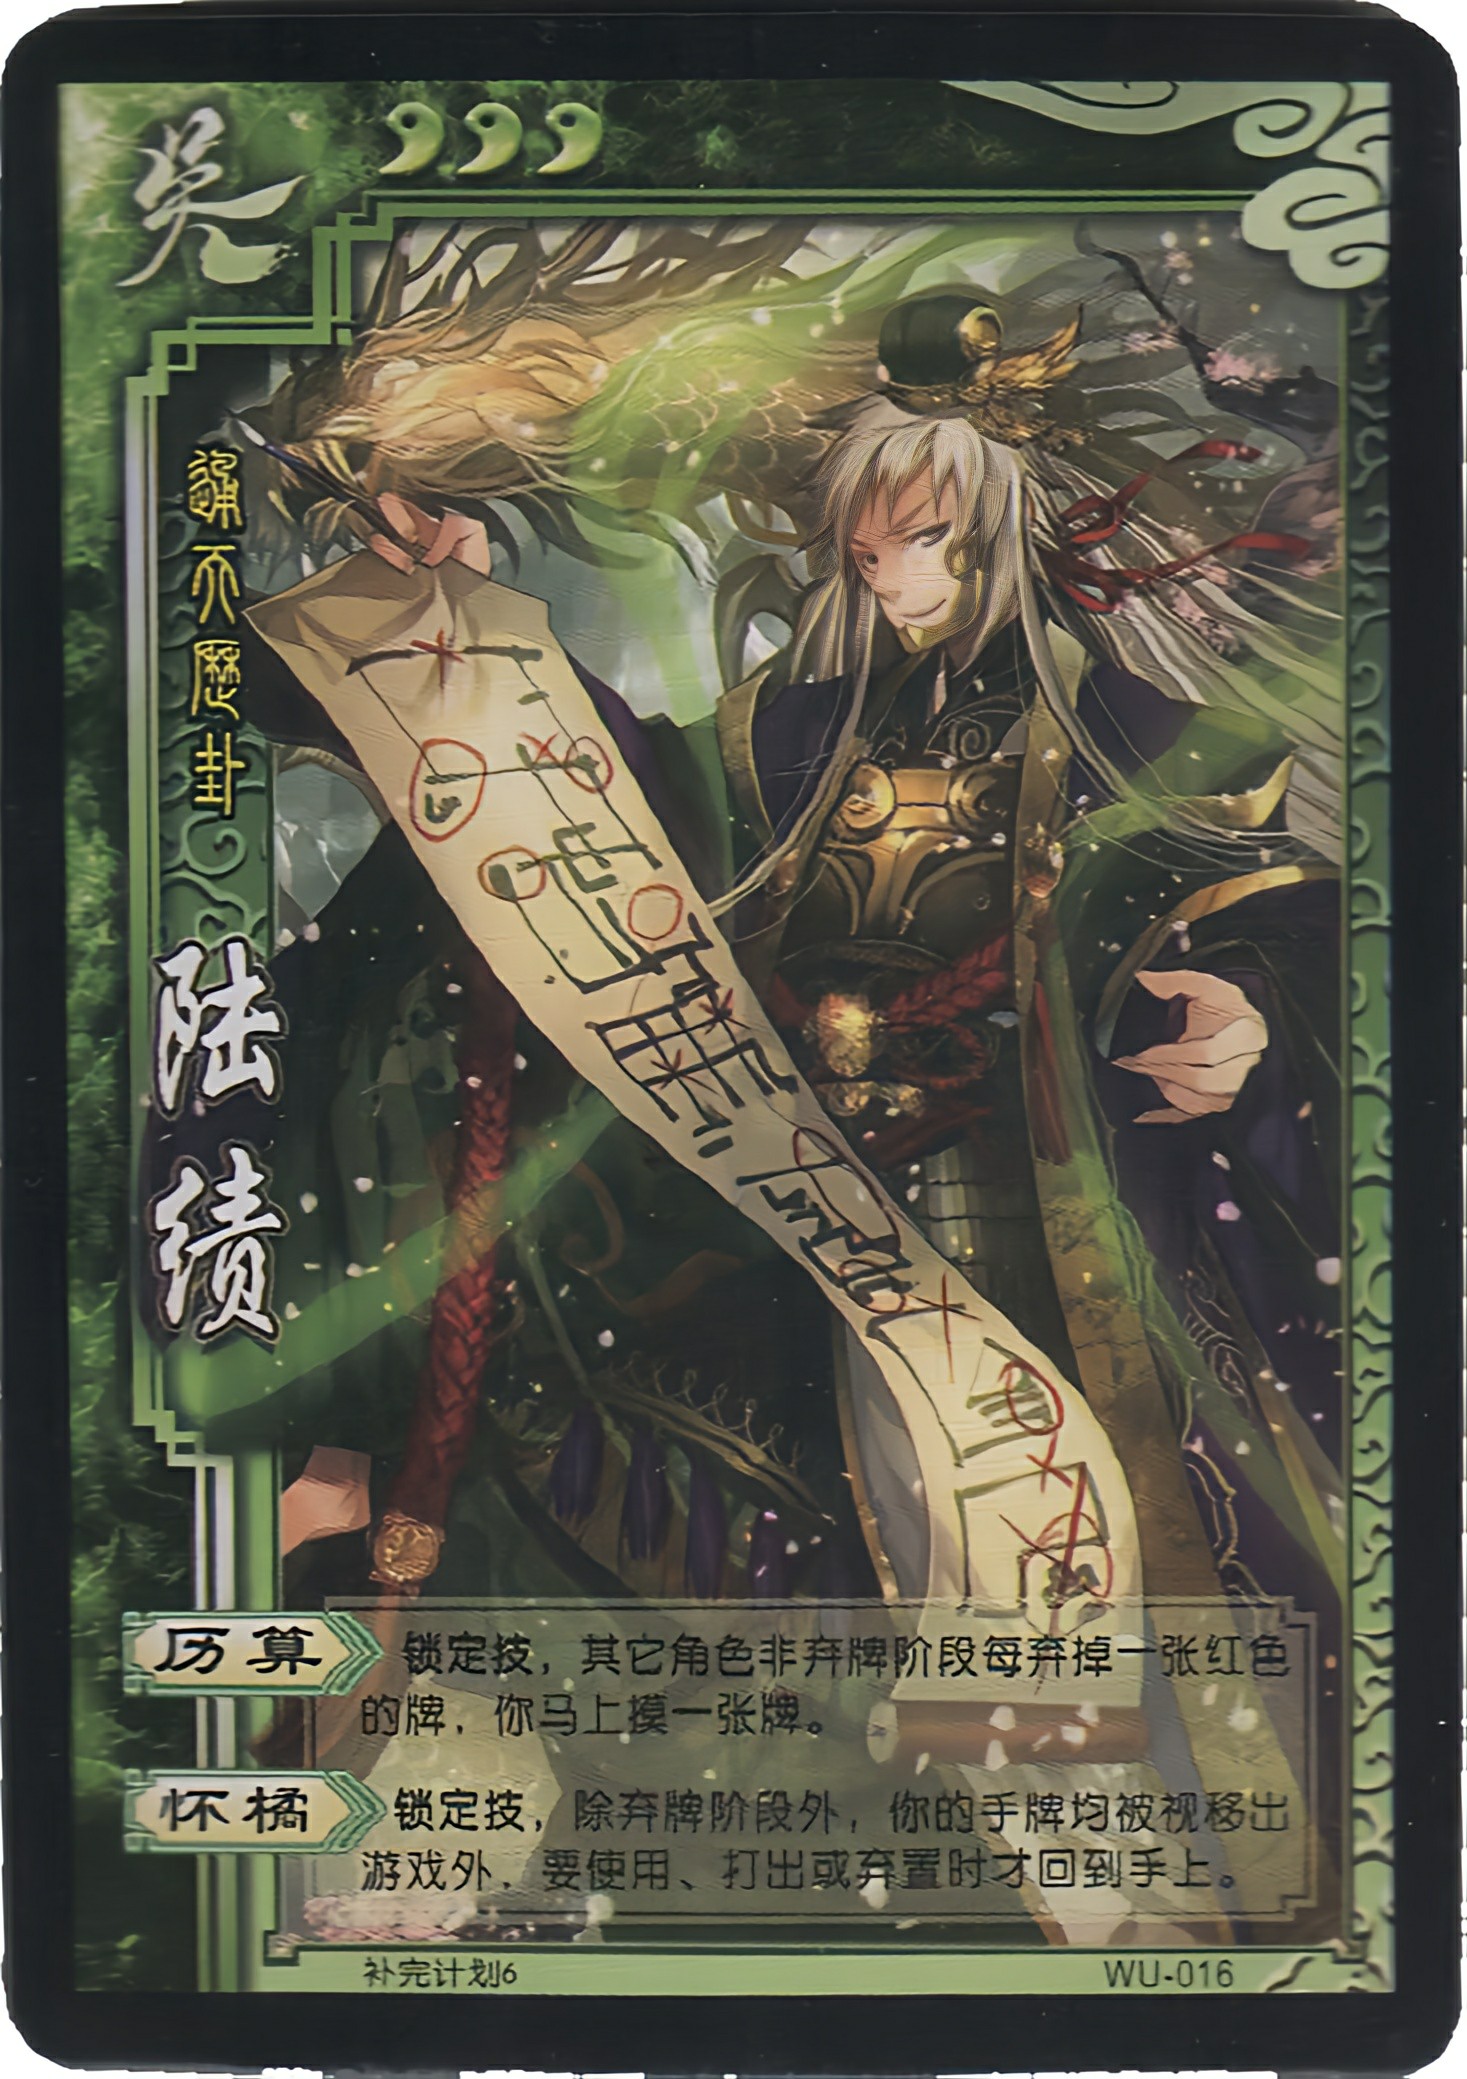 吴
通天历卦
陆绩
历算
锁定技，其它角色非弃牌阶段每弃掉一张红色
的牌，你马上摸一张牌。
怀橘
锁定技，除弃牌阶段外，你的手牌均被视移出
游戏外，要使用、打出或弃置时才回到手上。
补完计划6
WU-016